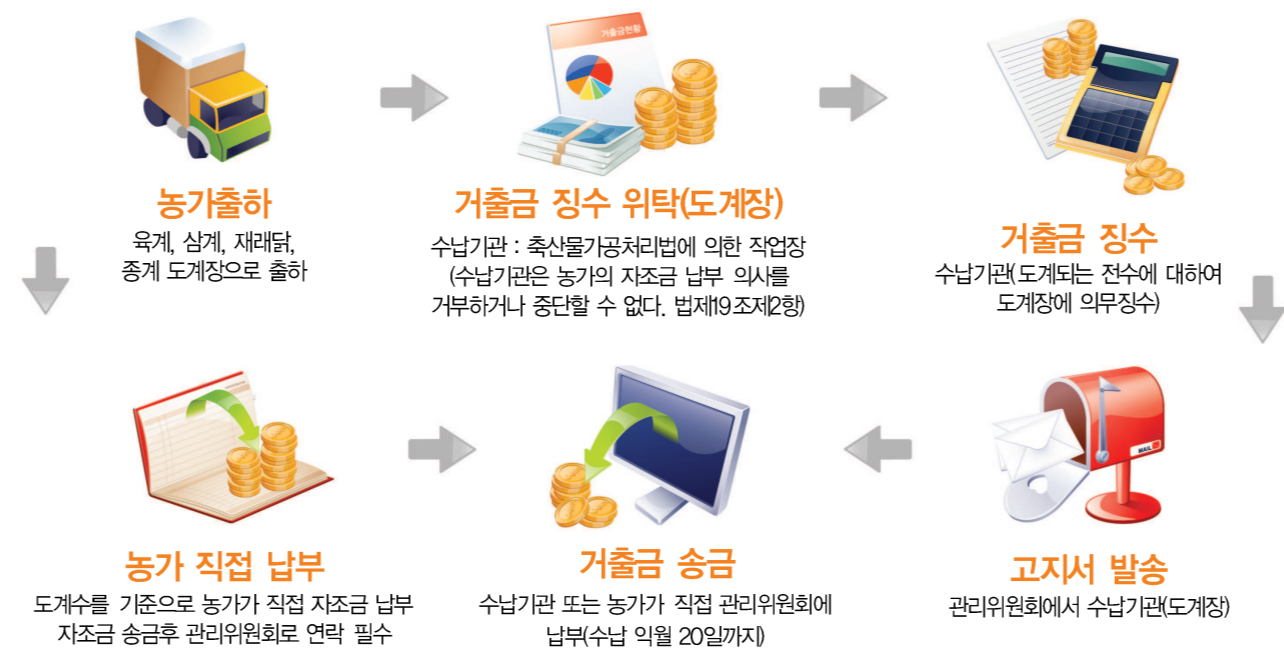 거출금현황
농가출하
육계, 삼계, 재래닭,
종계 도계장으로 출하
거출금 징수 위탁(도계장)
수납기관 : 축산물가공처리법에 의한 작업장
(수납기관은 농가의 자조금 납부 의사를
거부하거나 중단할 수 없다. 법제19조제2항)
거출금 징수
수납기관(도계되는 전수에 대하여
도계장에 의무징수)
농가 직접 납부
도계수를 기준으로 농가가 직접 자조금 납부
자조금 송금후 관리위원회로 연락 필수
거출금 송금
수납기관 또는 농가가 직접 관리위원회에
납부(수납 익월 20일까지)
MAIL
고지서 발송
관리위원회에서 수납기관(도계장)